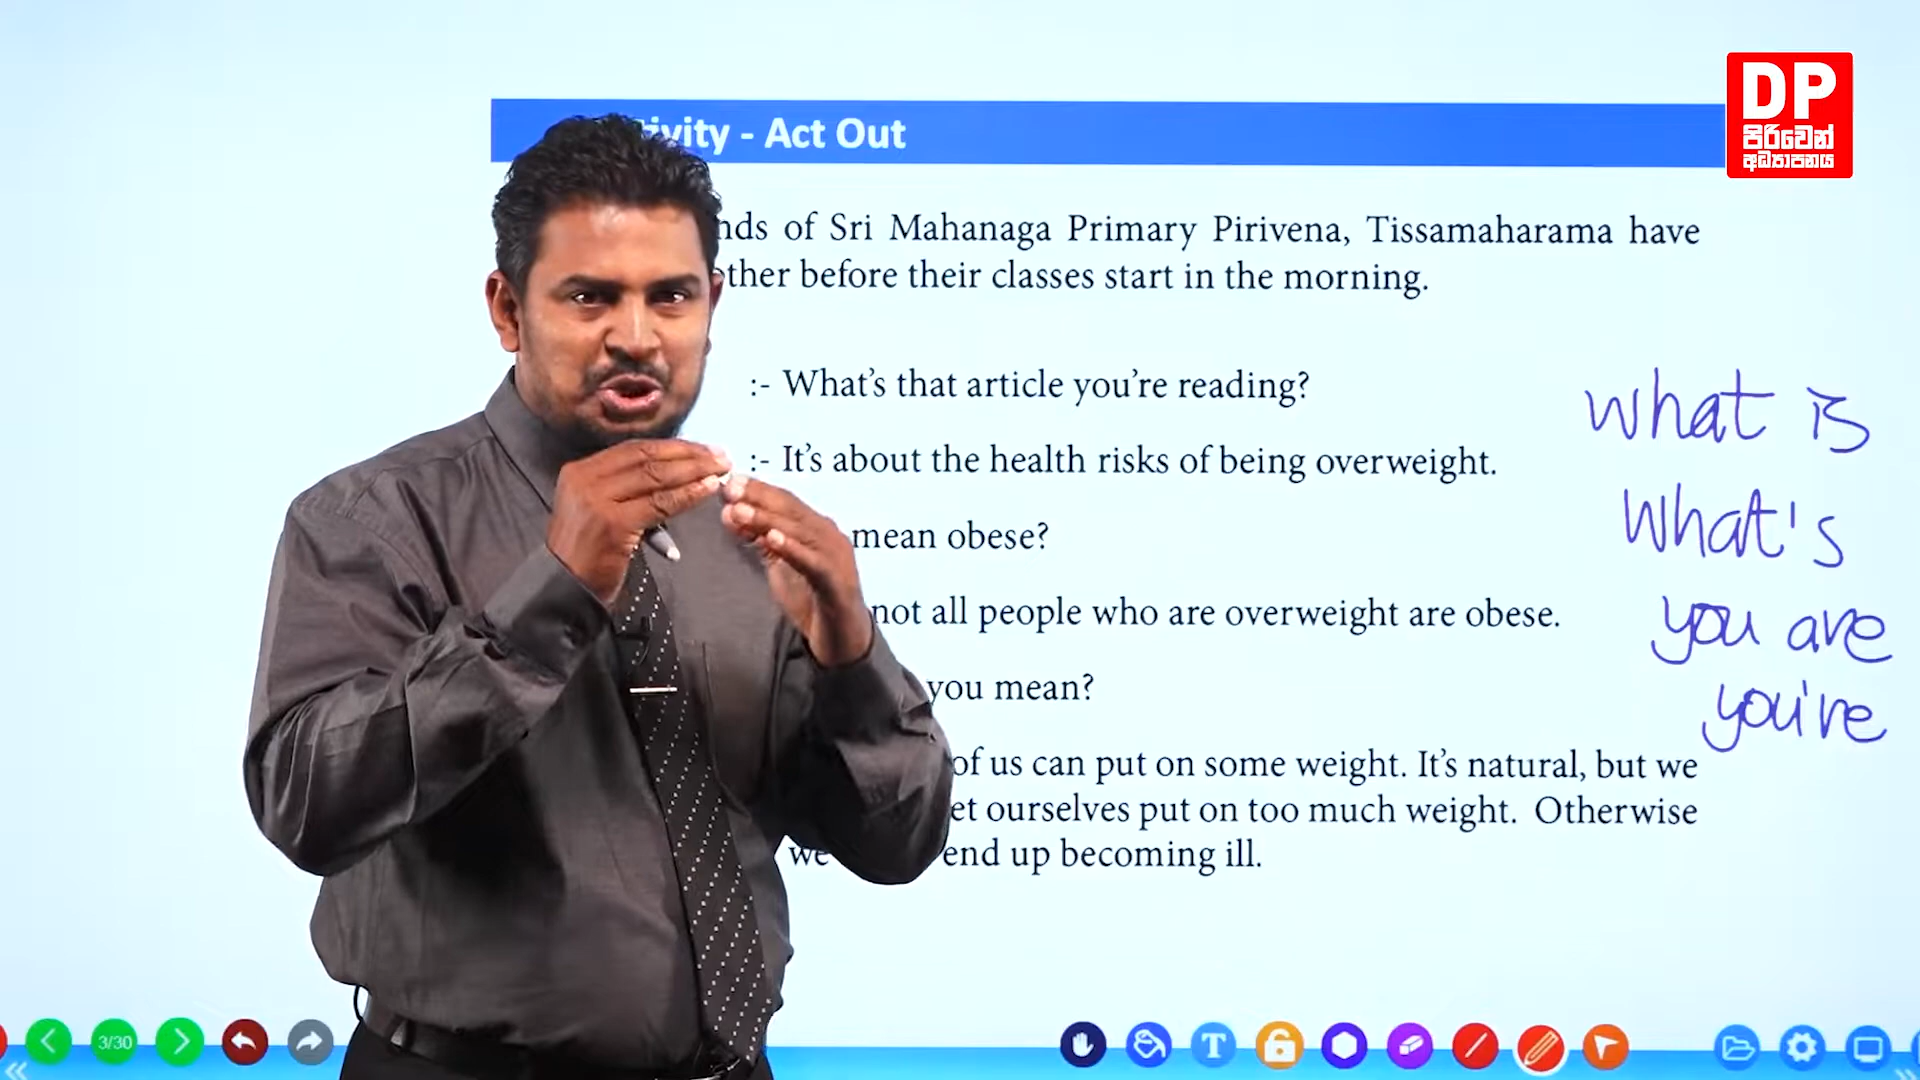 DP
පිරිවෙන්
අධ්‍යාපනය
- Act Out
of Sri Mahanaga Primary Pirivena, Tissamaharama have
before their classes start in the morning.
:- What's that article you're reading?
what is
:- It's about the health risks of being overweight.
What's
mean obese?
not all people who are overweight are obese.
you are
you mean?
you're
of us can put on some weight. It's natural, but we
ourselves put on too much weight. Otherwise
we end up becoming ill.
3/30
T